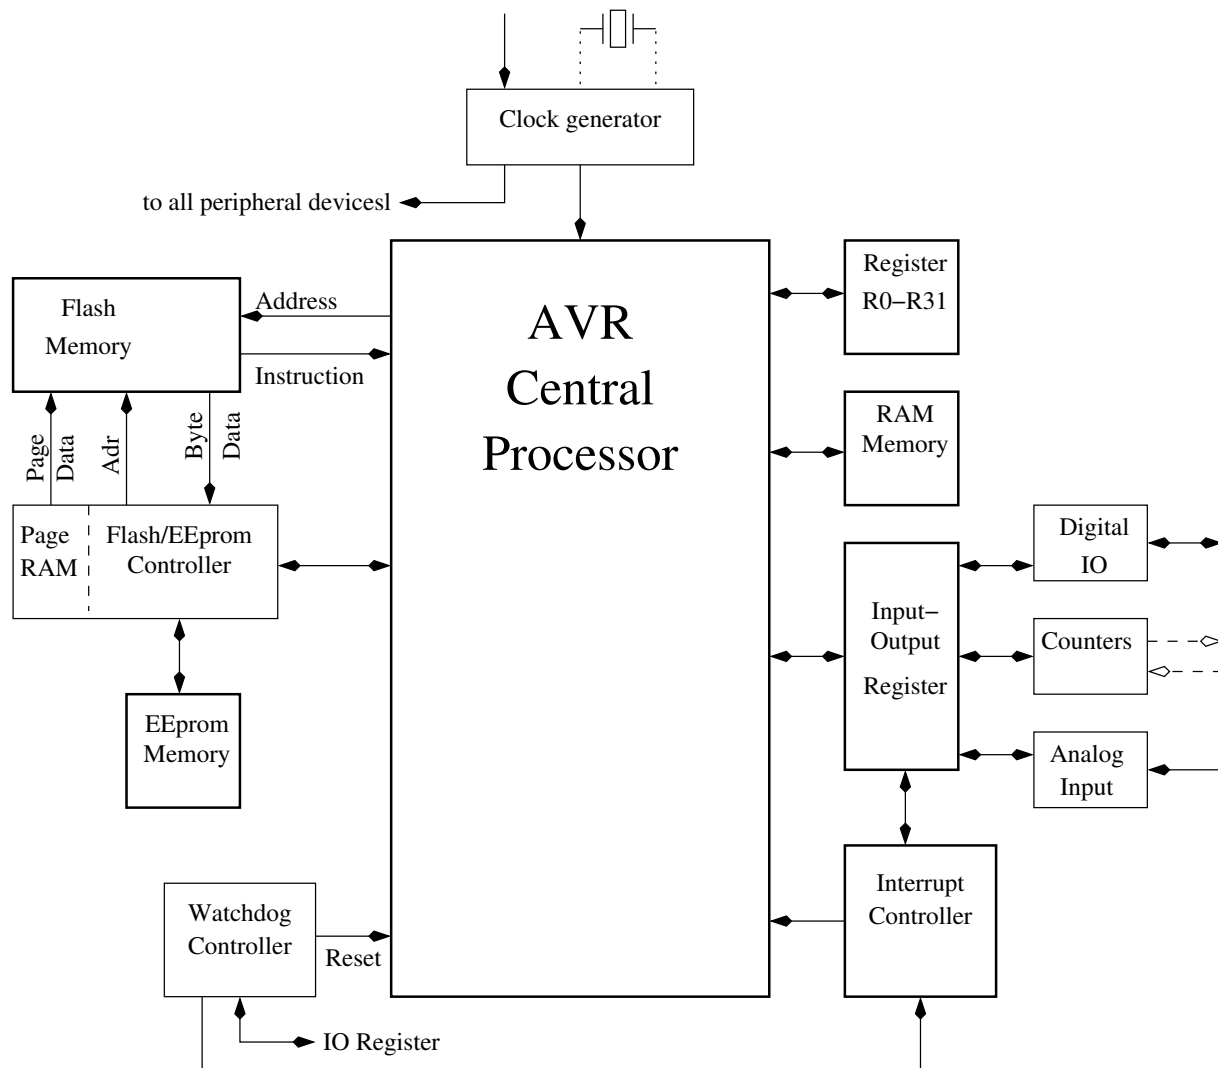 Clock generator
to all peripheral devicesl
Register
R0−R31
Flash
Memory
Address
Instruction
AVR
Central
Processor
RAM
Memory
Page
Data
Adr
Byte
Data
Page
RAM
Flash/EEprom
Controller
Digital
IO
Input−
Output
Register
Counters
EEprom
Memory
Analog
Input
Interrupt
Controller
Watchdog
Controller
Reset
IO Register